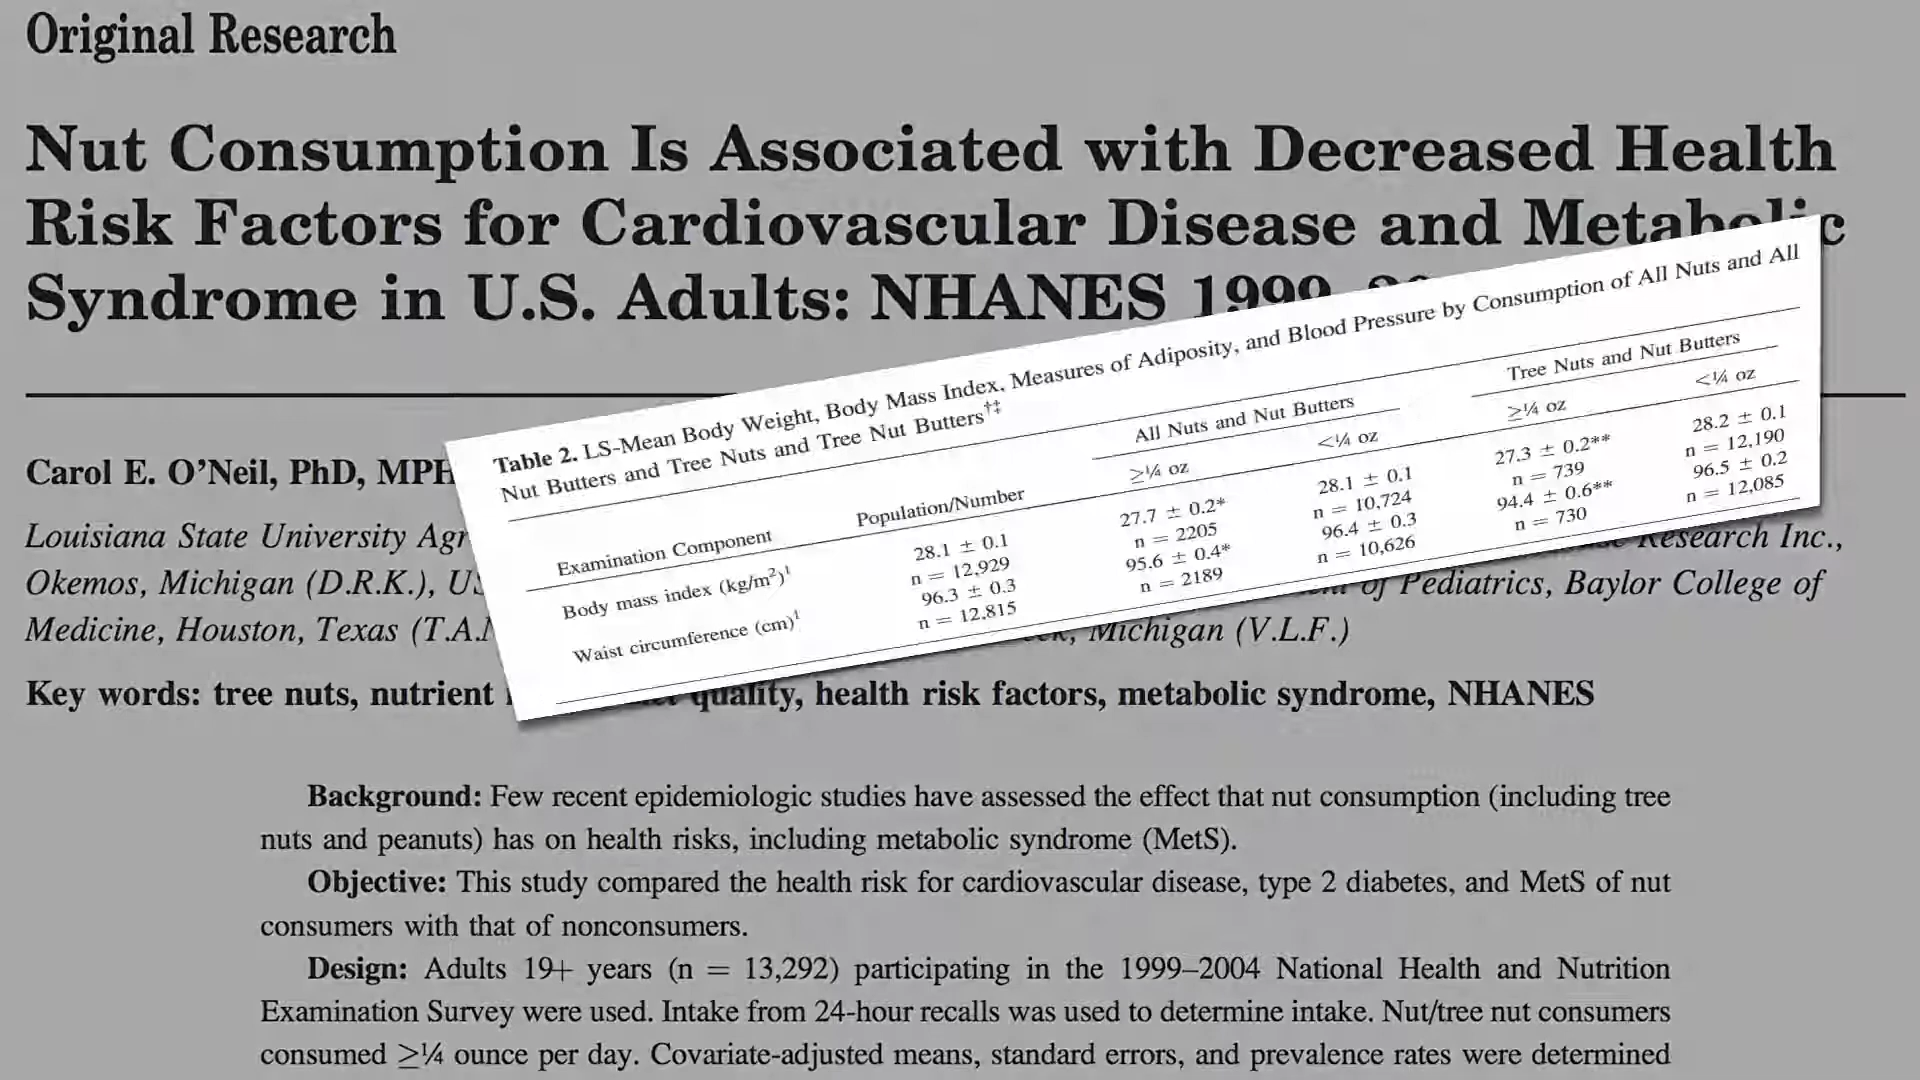 Original Research
Nut Consumption Is Associated with Decreased Health
Risk Factors for Cardiovascular Disease and Metabolic
Syndrome in U.S. Adults: NHANES 1999
Carol E. O’Neil, PhD, MPH
Louisiana State University
Research Inc.,
Okemos, Michigan (D.R.K.),
of Pediatrics, Baylor College of
Medicine, Houston, Texas
Michigan (V.L.F.)
Key words: tree nuts, nutrient
quality, health risk factors, metabolic syndrome, NHANES
Table 2. LS-Mean Body Weight, Body Mass Index, Measures of Adiposity, and Blood Pressure by Consumption of All Nuts and All
Nut Butters and Tree Nuts and Tree Nut Butters†‡
All Nuts and Nut Butters
Tree Nuts and Nut Butters
Examination Component Population/Number ≥¼ oz <¼ oz ≥¼ oz <¼ oz
Body mass index (kg/m²)¹ 28.1 ± 0.1 27.7 ± 0.2* 28.1 ± 0.1 27.3 ± 0.2** 28.2 ± 0.1
n = 12,929 n = 2205 n = 10,724 n = 739 n = 12,190
Waist circumference (cm)¹ 96.3 ± 0.3 95.6 ± 0.4* 96.4 ± 0.3 94.4 ± 0.6** 96.5 ± 0.2
n = 12,815 n = 2189 n = 10,626 n = 730 n = 12,085
Background: Few recent epidemiologic studies have assessed the effect that nut consumption (including tree
nuts and peanuts) has on health risks, including metabolic syndrome (MetS).
Objective: This study compared the health risk for cardiovascular disease, type 2 diabetes, and MetS of nut
consumers with that of nonconsumers.
Design: Adults 19+ years (n = 13,292) participating in the 1999–2004 National Health and Nutrition
Examination Survey were used. Intake from 24-hour recalls was used to determine intake. Nut/tree nut consumers
consumed ≥¼ ounce per day. Covariate-adjusted means, standard errors, and prevalence rates were determined